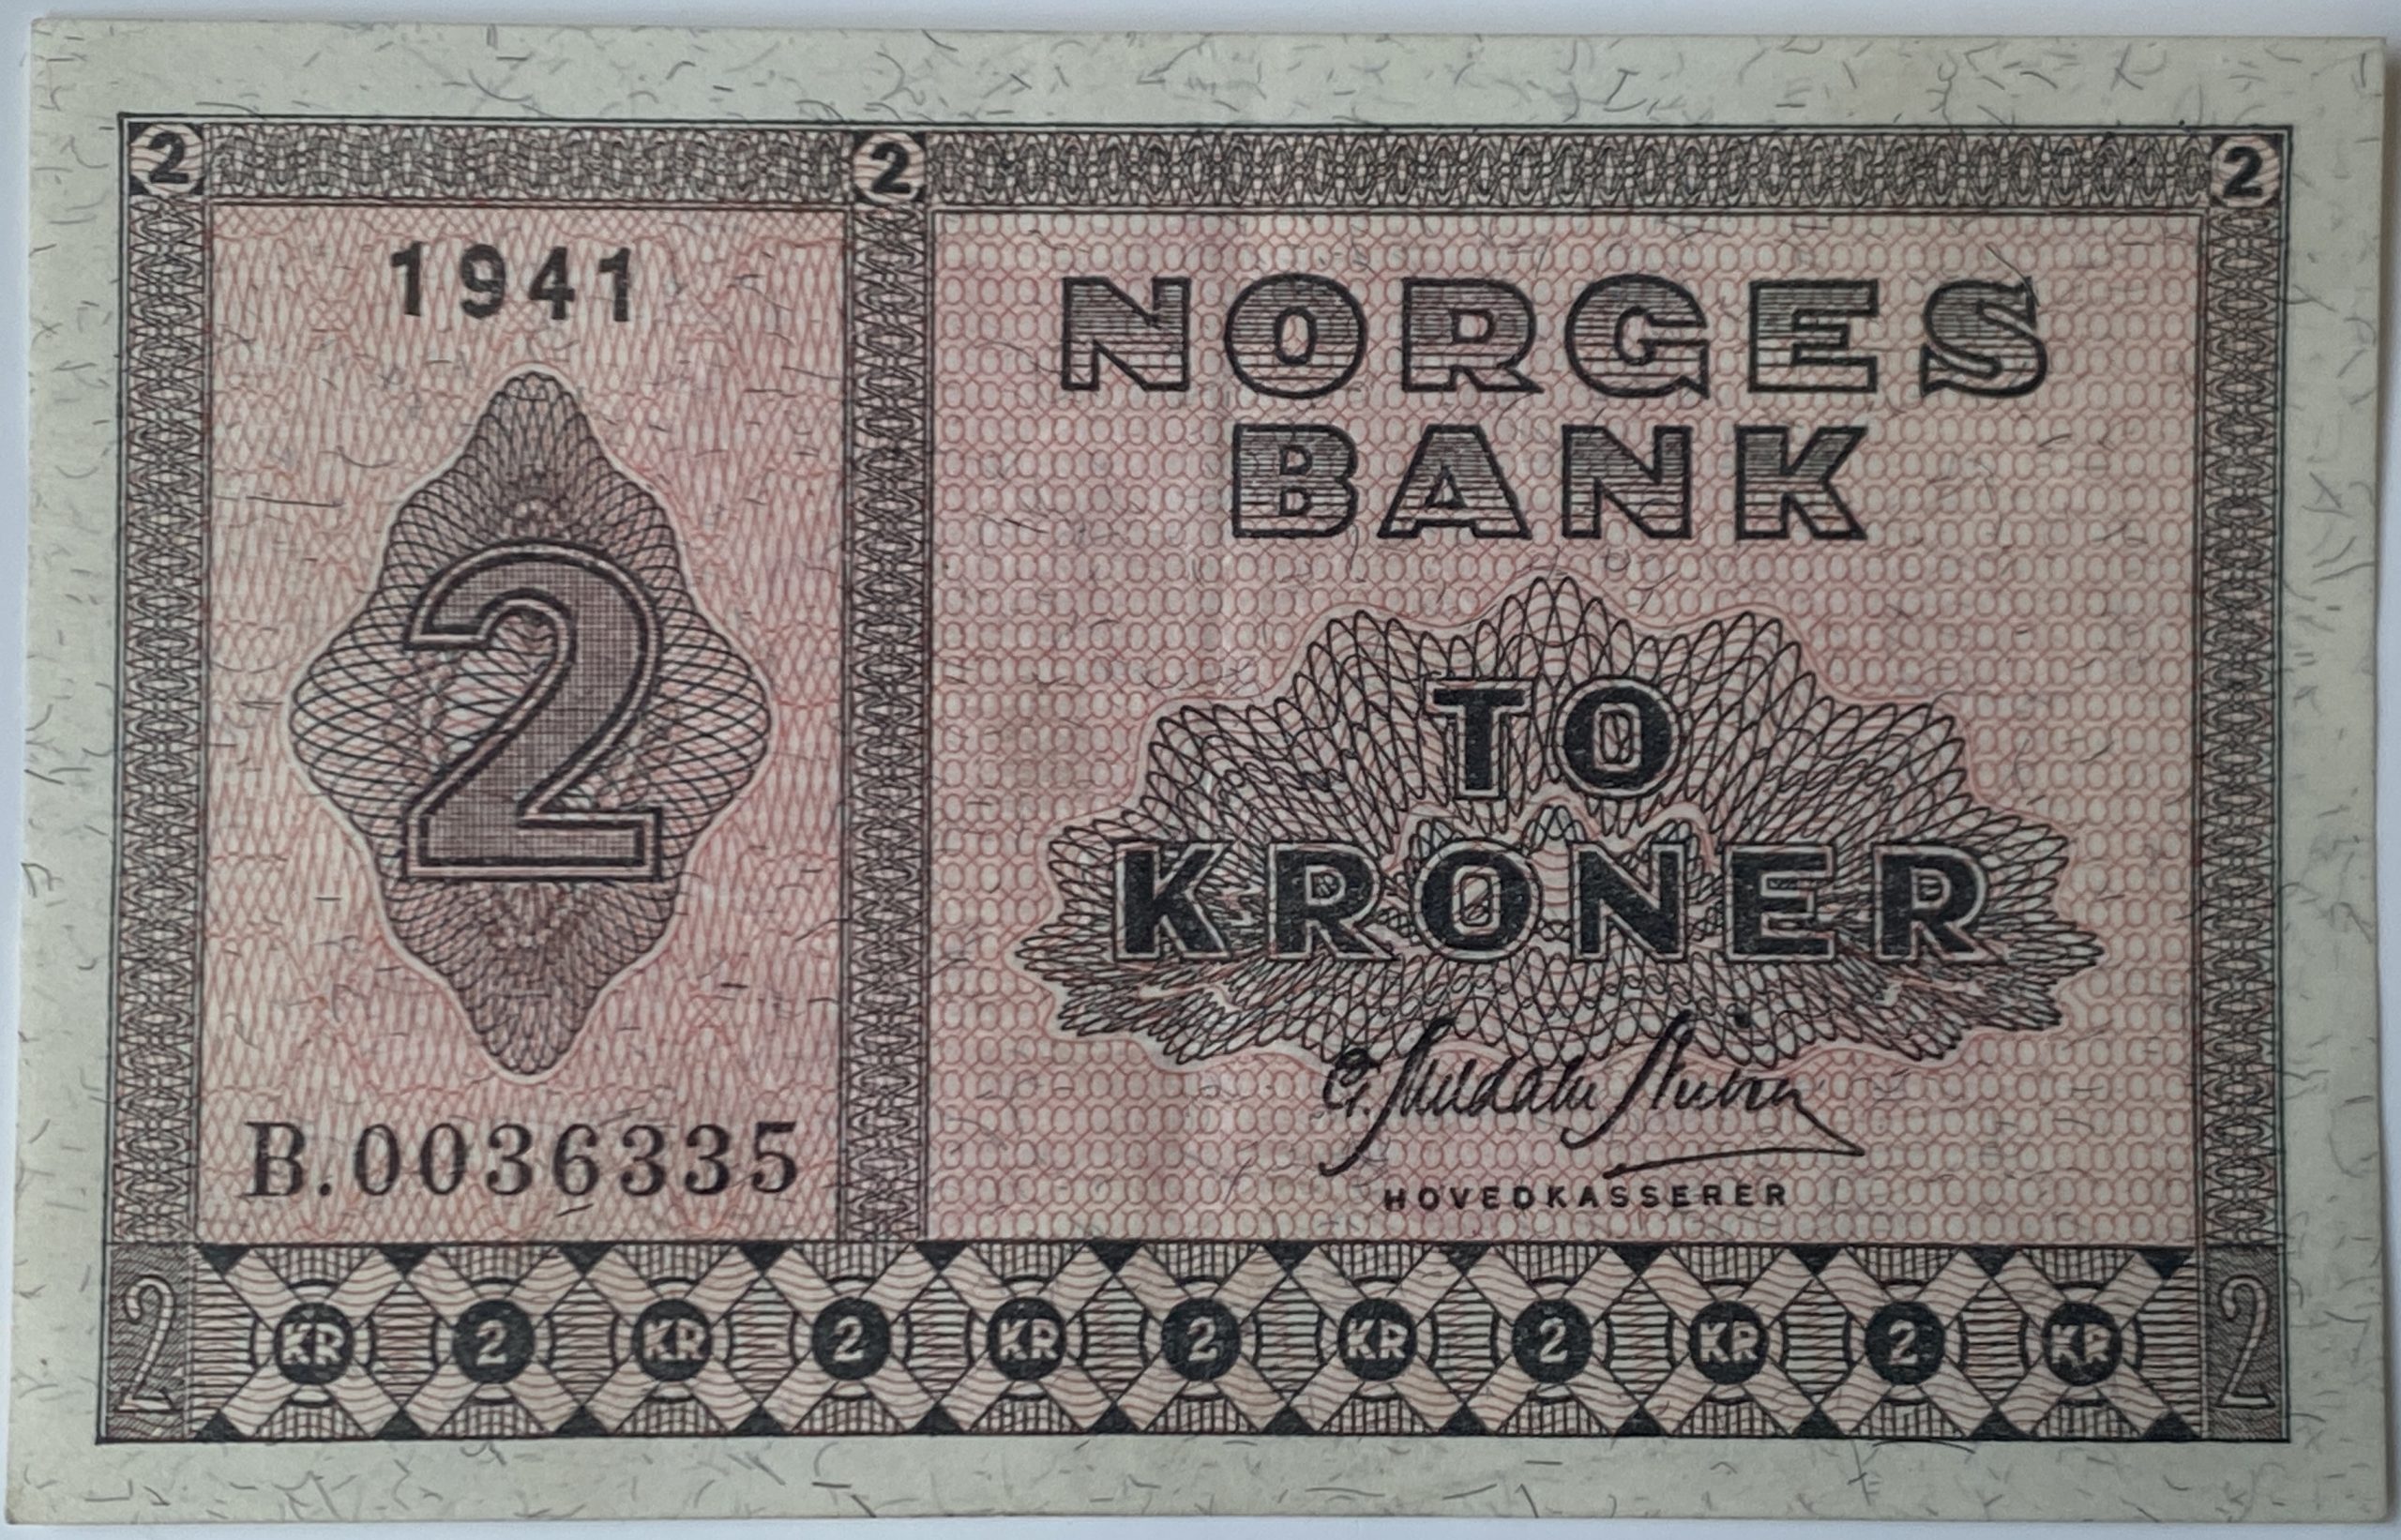 2 2 2
1941
NORGES
BANK
2
TO
KRONER
B.0036335
HOVEDKASSERER
2 KR 2 KR 2 KR 2 KR 2 KR 2 KR 2